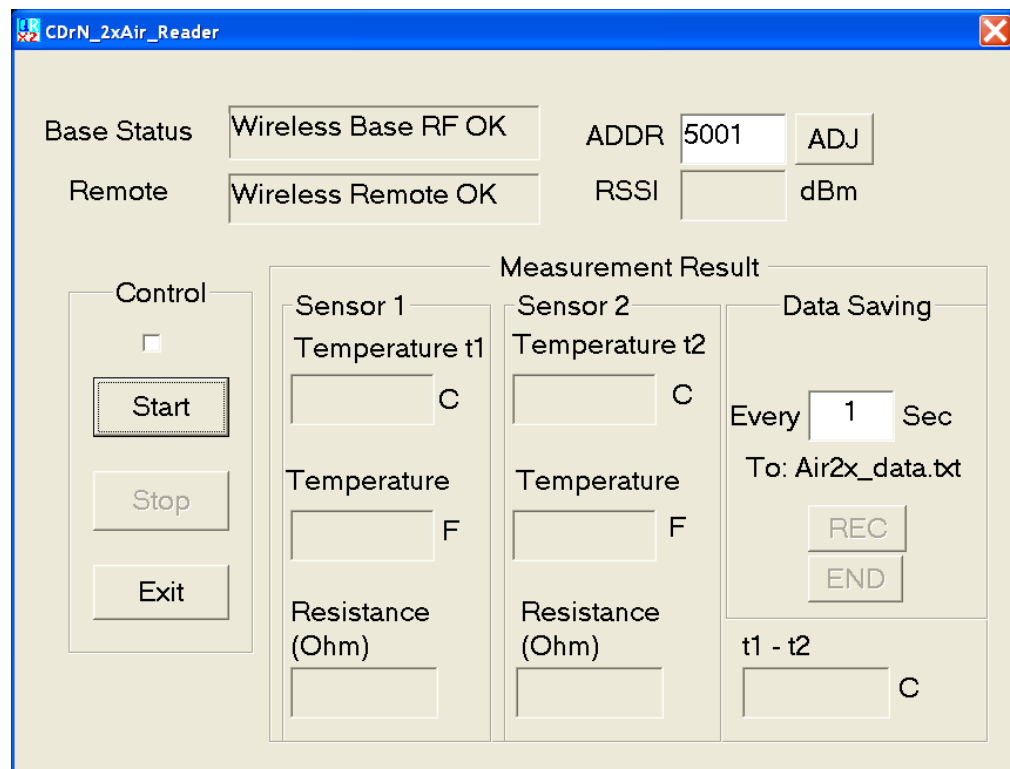 CDrN_2xAir_Reader
Base Status Wireless Base RF OK ADDR 5001 ADJ
Remote Wireless Remote OK RSSI dBm
Measurement Result
Control Sensor 1 Sensor 2 Data Saving
Temperature t1 Temperature t2
C C
Start Every 1 Sec
To: Air2x_data.txt
Temperature Temperature
Stop F F REC
END
Exit
Resistance Resistance
(Ohm) (Ohm) t1 - t2
C